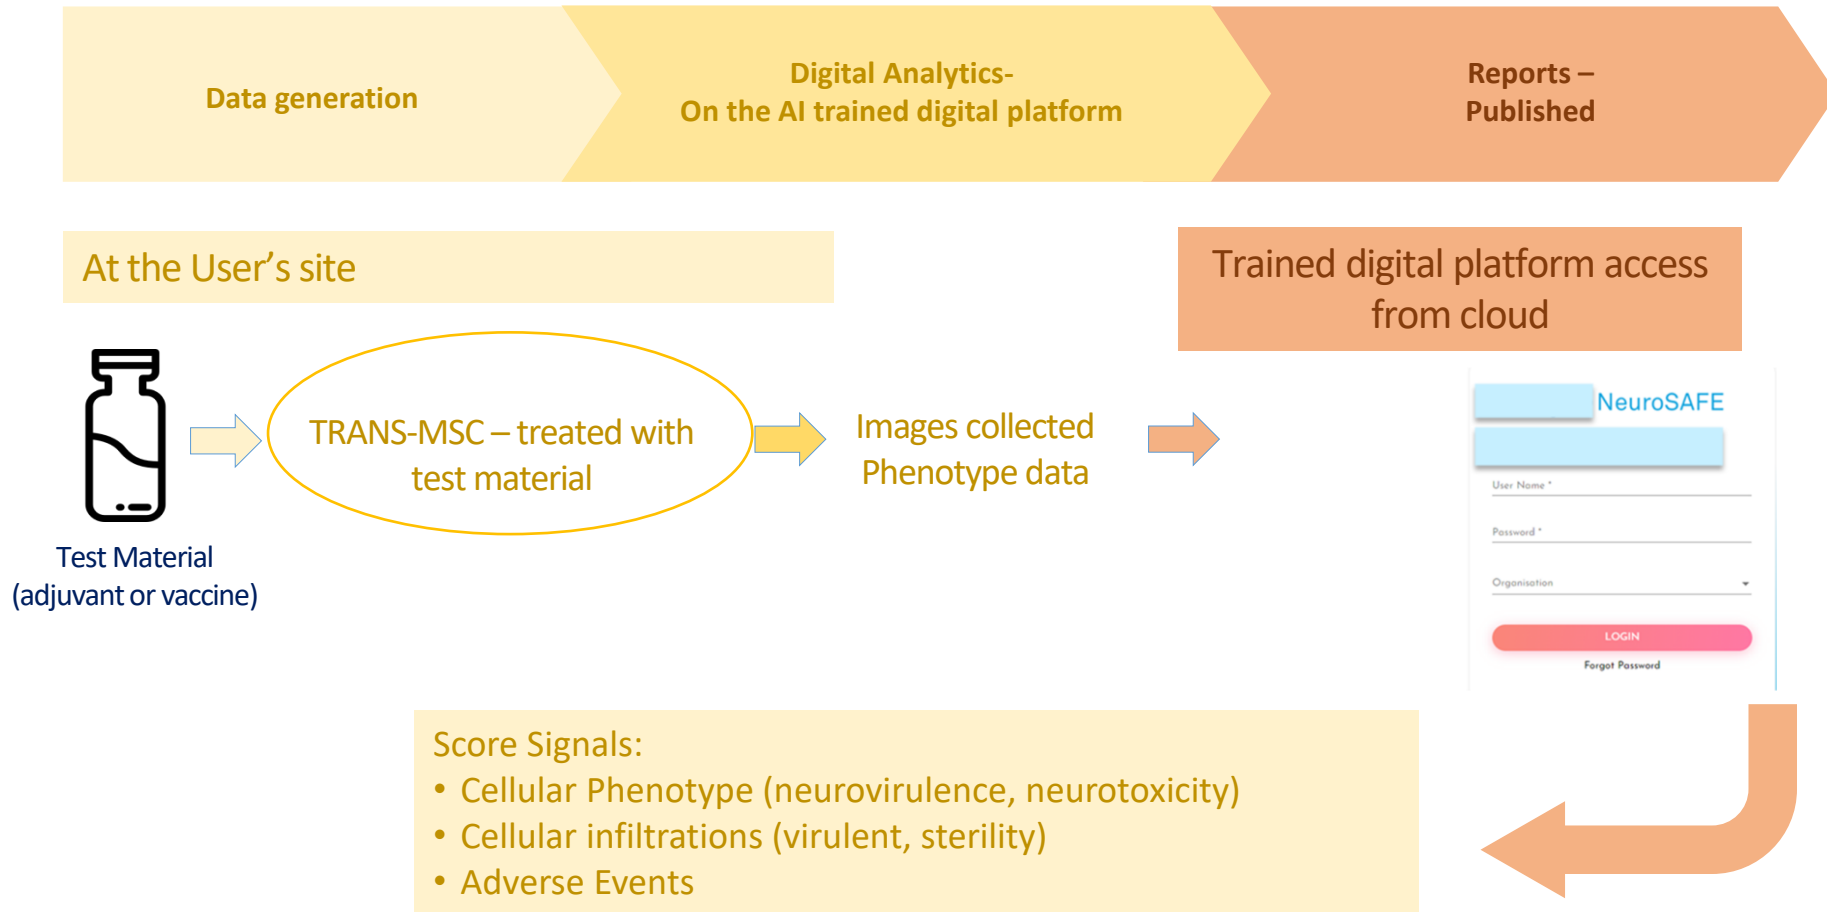 Data generation
Digital Analytics-
On the AI trained digital platform
Reports –
Published
At the User's site
Trained digital platform access
from cloud
Test Material
(adjuvant or vaccine)
TRANS-MSC – treated with
test material
Images collected
Phenotype data
NeuroSAFE
User Name *
Password *
Organisation
LOGIN
Forgot Password
Score Signals:
• Cellular Phenotype (neurovirulence, neurotoxicity)
• Cellular infiltrations (virulent, sterility)
• Adverse Events